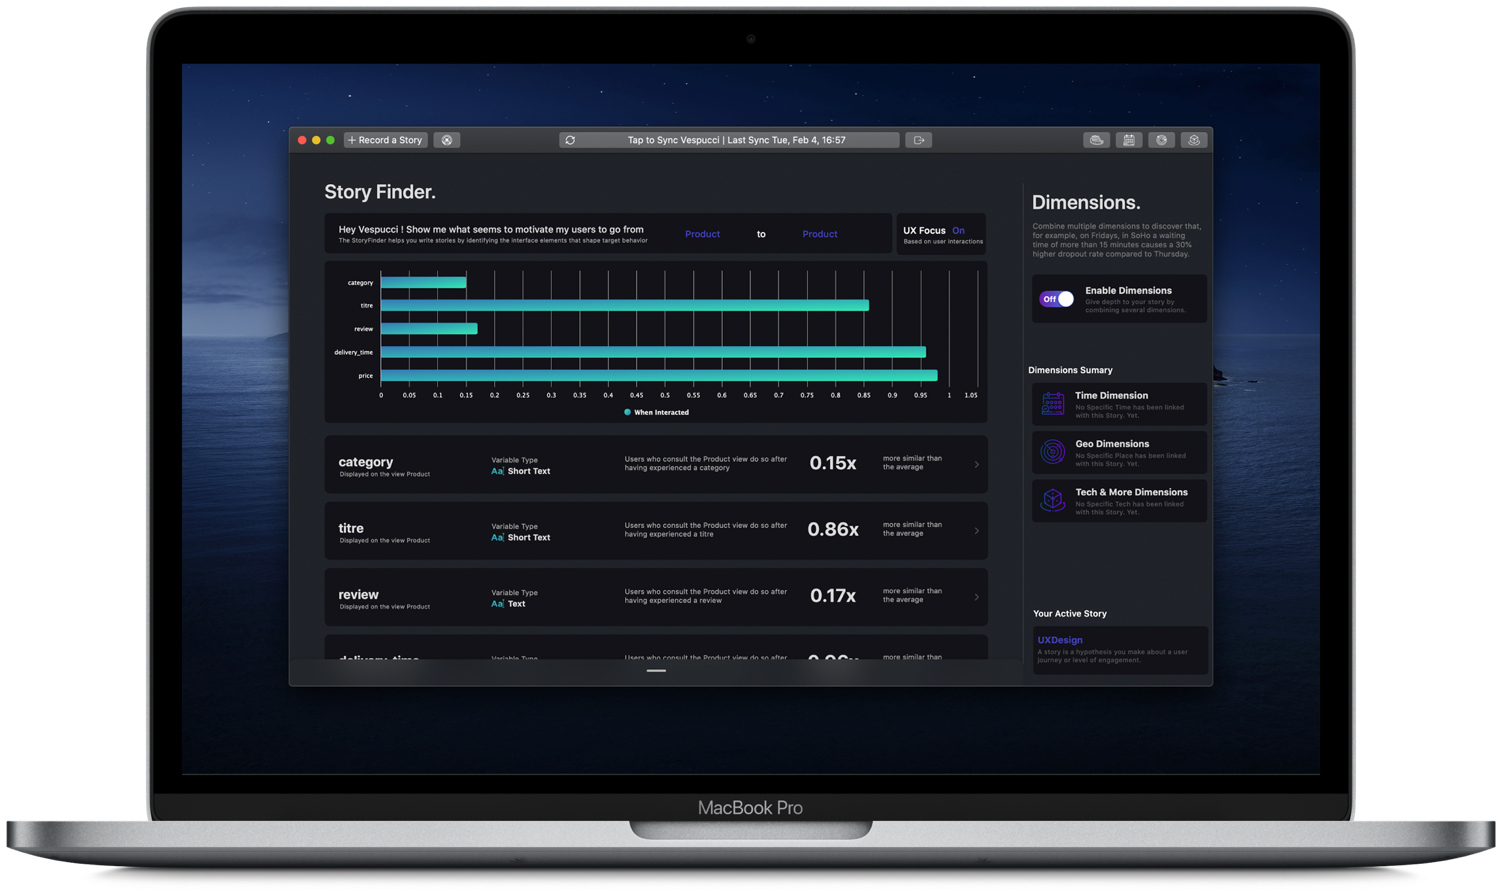 + Record a Story
Tap to Sync Vespucci | Last Sync Tue, Feb 4, 16:57
Story Finder.
Hey Vespucci ! Show me what seems to motivate my users to go from
The StoryFinder helps you write stories by identifying the interface elements that shape target behavior
Product to Product
UX Focus On
Based on user interactions
category
titre
review
delivery_time
price
0 0.05 0.1 0.15 0.2 0.25 0.3 0.35 0.4 0.45 0.5 0.55 0.6 0.65 0.7 0.75 0.8 0.85 0.9 0.95 1 1.05
When Interacted
category
Displayed on the view Product
Variable Type
Aa Short Text
Users who consult the Product view do so after
having experienced a category
0.15x
more similar than
the average
titre
Displayed on the view Product
Variable Type
Aa Short Text
Users who consult the Product view do so after
having experienced a titre
0.86x
more similar than
the average
review
Displayed on the view Product
Variable Type
Aa Text
Users who consult the Product view do so after
having experienced a review
0.17x
more similar than
the average
delivery_time
Variable Type
Users who consult the Product view do so after
0.96x
more similar than
Dimensions.
Combine multiple dimensions to discover that,
for example, on Fridays, in SoHo a waiting
time of more than 15 minutes causes a 30%
higher dropout rate compared to Thursday.
Off
Enable Dimensions
Give depth to your story by
combining several dimensions.
Dimensions Sumary
Time Dimension
No Specific Time has been linked
with this Story. Yet.
Geo Dimensions
No Specific Place has been linked
with this Story. Yet.
Tech & More Dimensions
No Specific Tech has been linked
with this Story. Yet.
Your Active Story
UXDesign
A story is a hypothesis you make about a user
journey or level of engagement.
MacBook Pro